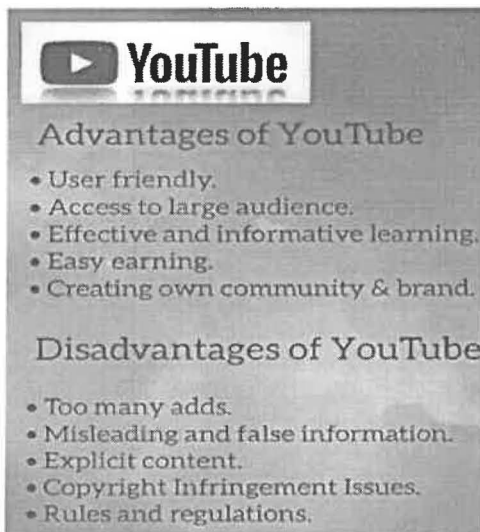 YouTube
Advantages of YouTube
• User friendly.
• Access to large audience.
• Effective and informative learning.
• Easy earning.
• Creating own community & brand.
Disadvantages of YouTube
• Too many adds.
• Misleading and false information.
• Explicit content.
• Copyright Infringement Issues.
• Rules and regulations.